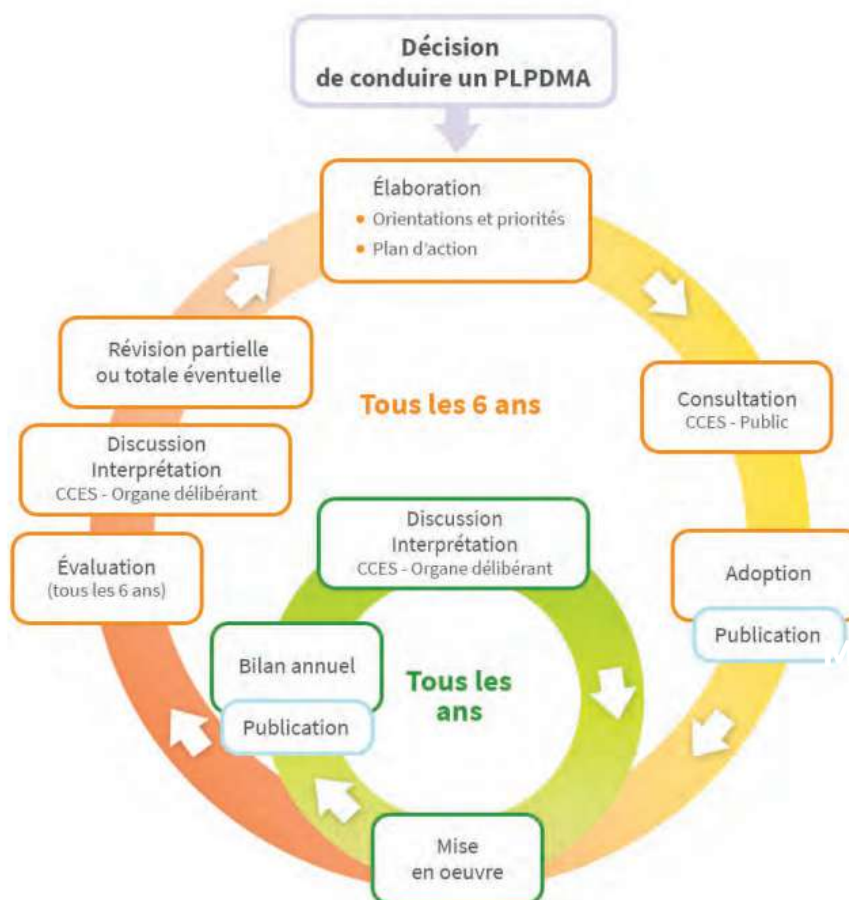 Décision
de conduire un PLPDMA
Élaboration
• Orientations et priorités
• Plan d'action
Révision partielle
ou totale éventuelle
Tous les 6 ans
Consultation
CCES - Public
Discussion
Interprétation
CCES - Organe délibérant
Discussion
Interprétation
CCES - Organe délibérant
Évaluation
(tous les 6 ans)
Adoption
Publication
Bilan annuel
Publication
Tous les
ans
Mise
en oeuvre